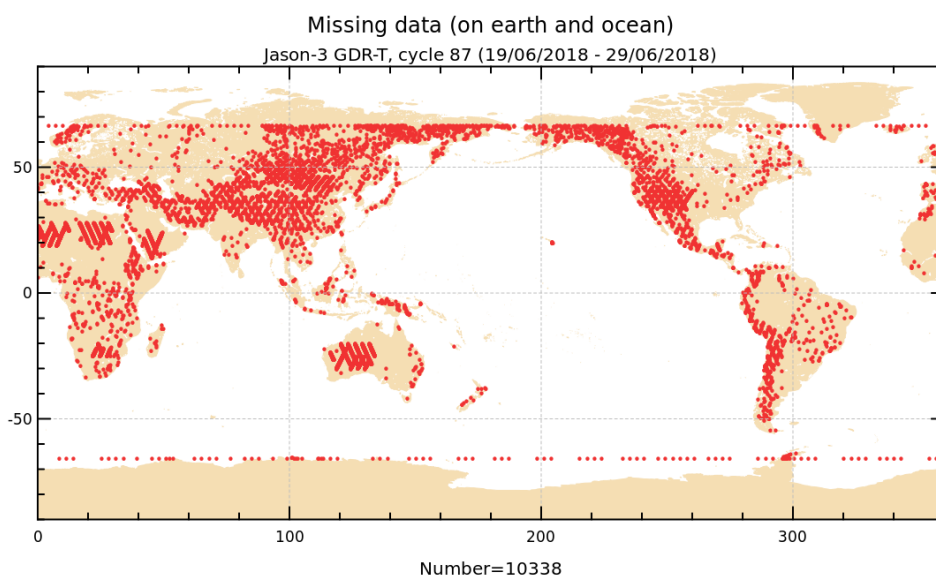 Missing data (on earth and ocean)
Jason-3 GDR-T, cycle 87 (19/06/2018 - 29/06/2018)
50
0
-50
0 100 200 300
Number=10338